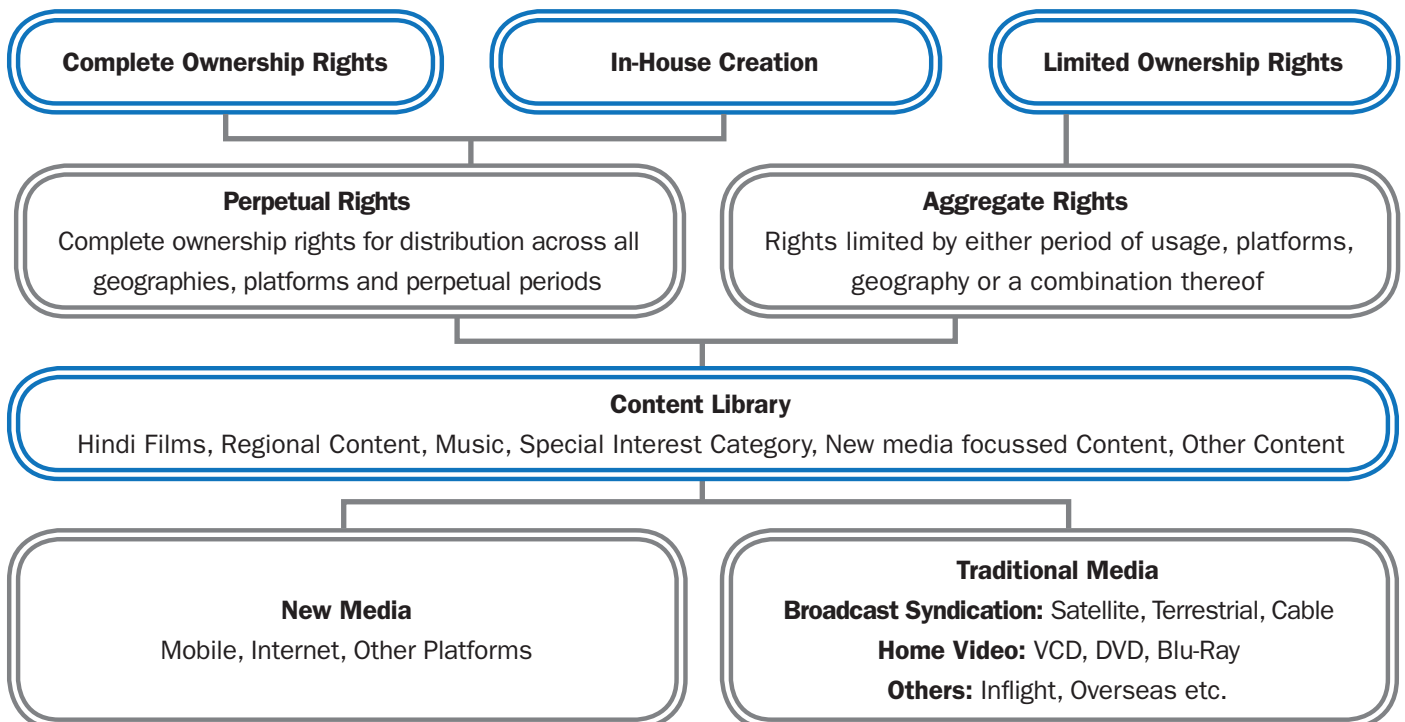 Complete Ownership Rights
In-House Creation
Limited Ownership Rights
Perpetual Rights
Complete ownership rights for distribution across all
geographies, platforms and perpetual periods
Aggregate Rights
Rights limited by either period of usage, platforms,
geography or a combination thereof
Content Library
Hindi Films, Regional Content, Music, Special Interest Category, New media focussed Content, Other Content
New Media
Mobile, Internet, Other Platforms
Traditional Media
Broadcast Syndication: Satellite, Terrestrial, Cable
Home Video: VCD, DVD, Blu-Ray
Others: Inflight, Overseas etc.